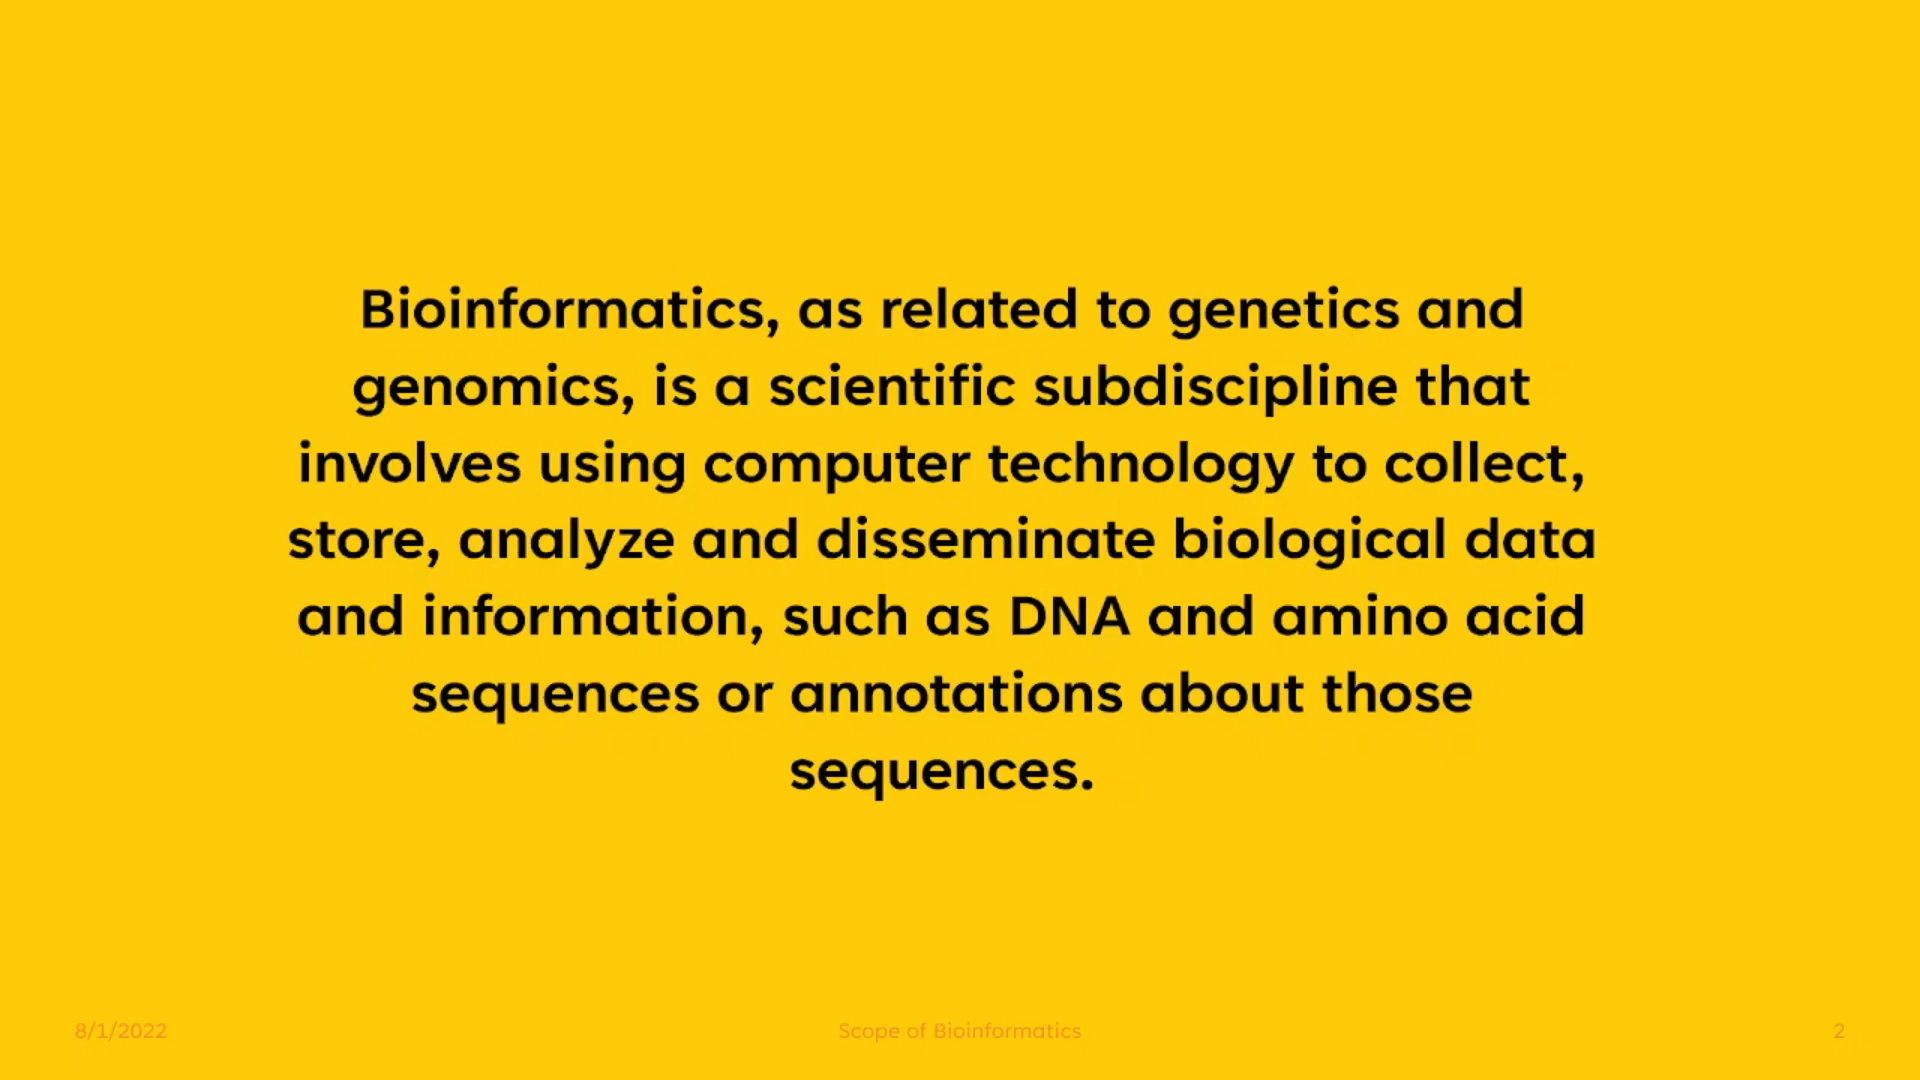 Bioinformatics, as related to genetics and
genomics, is a scientific subdiscipline that
involves using computer technology to collect,
store, analyze and disseminate biological data
and information, such as DNA and amino acid
sequences or annotations about those
sequences.
8/1/2022
Scope of Bioinformatics
2